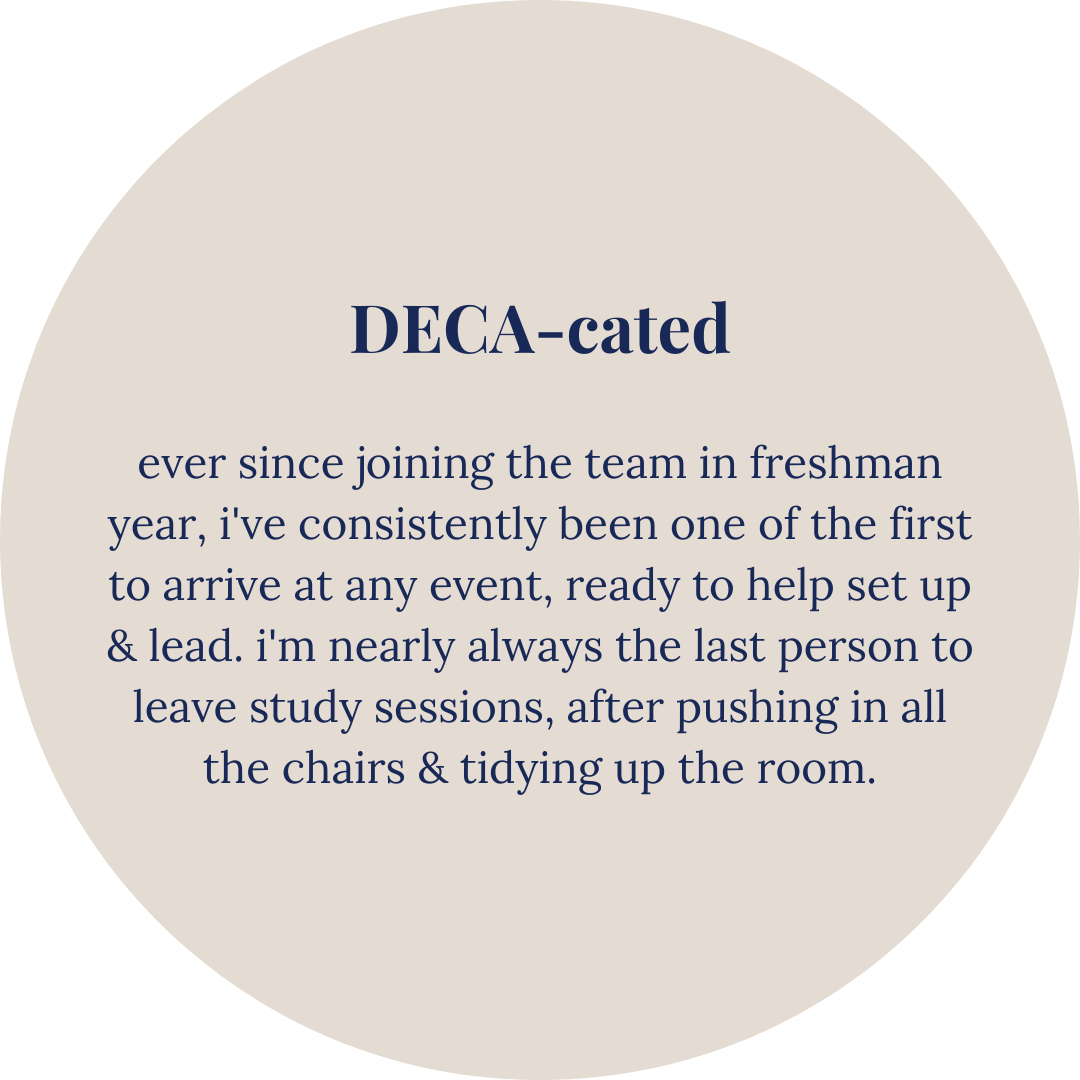 DECA-cated
ever since joining the team in freshman
year, i've consistently been one of the first
to arrive at any event, ready to help set up
& lead. i'm nearly always the last person to
leave study sessions, after pushing in all
the chairs & tidying up the room.